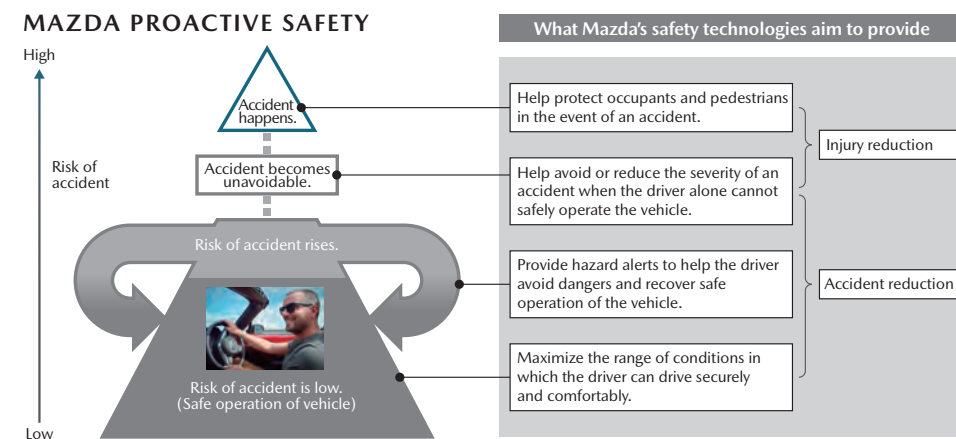 MAZDA PROACTIVE SAFETY
High
Risk of
accident
Low
Accident
happens.
Accident becomes
unavoidable.
Risk of accident rises.
Risk of accident is low.
(Safe operation of vehicle)
What Mazda's safety technologies aim to provide
Help protect occupants and pedestrians
in the event of an accident.
Help avoid or reduce the severity of an
accident when the driver alone cannot
safely operate the vehicle.
Provide hazard alerts to help the driver
avoid dangers and recover safe
operation of the vehicle.
Maximize the range of conditions in
which the driver can drive securely
and comfortably.
Injury reduction
Accident reduction